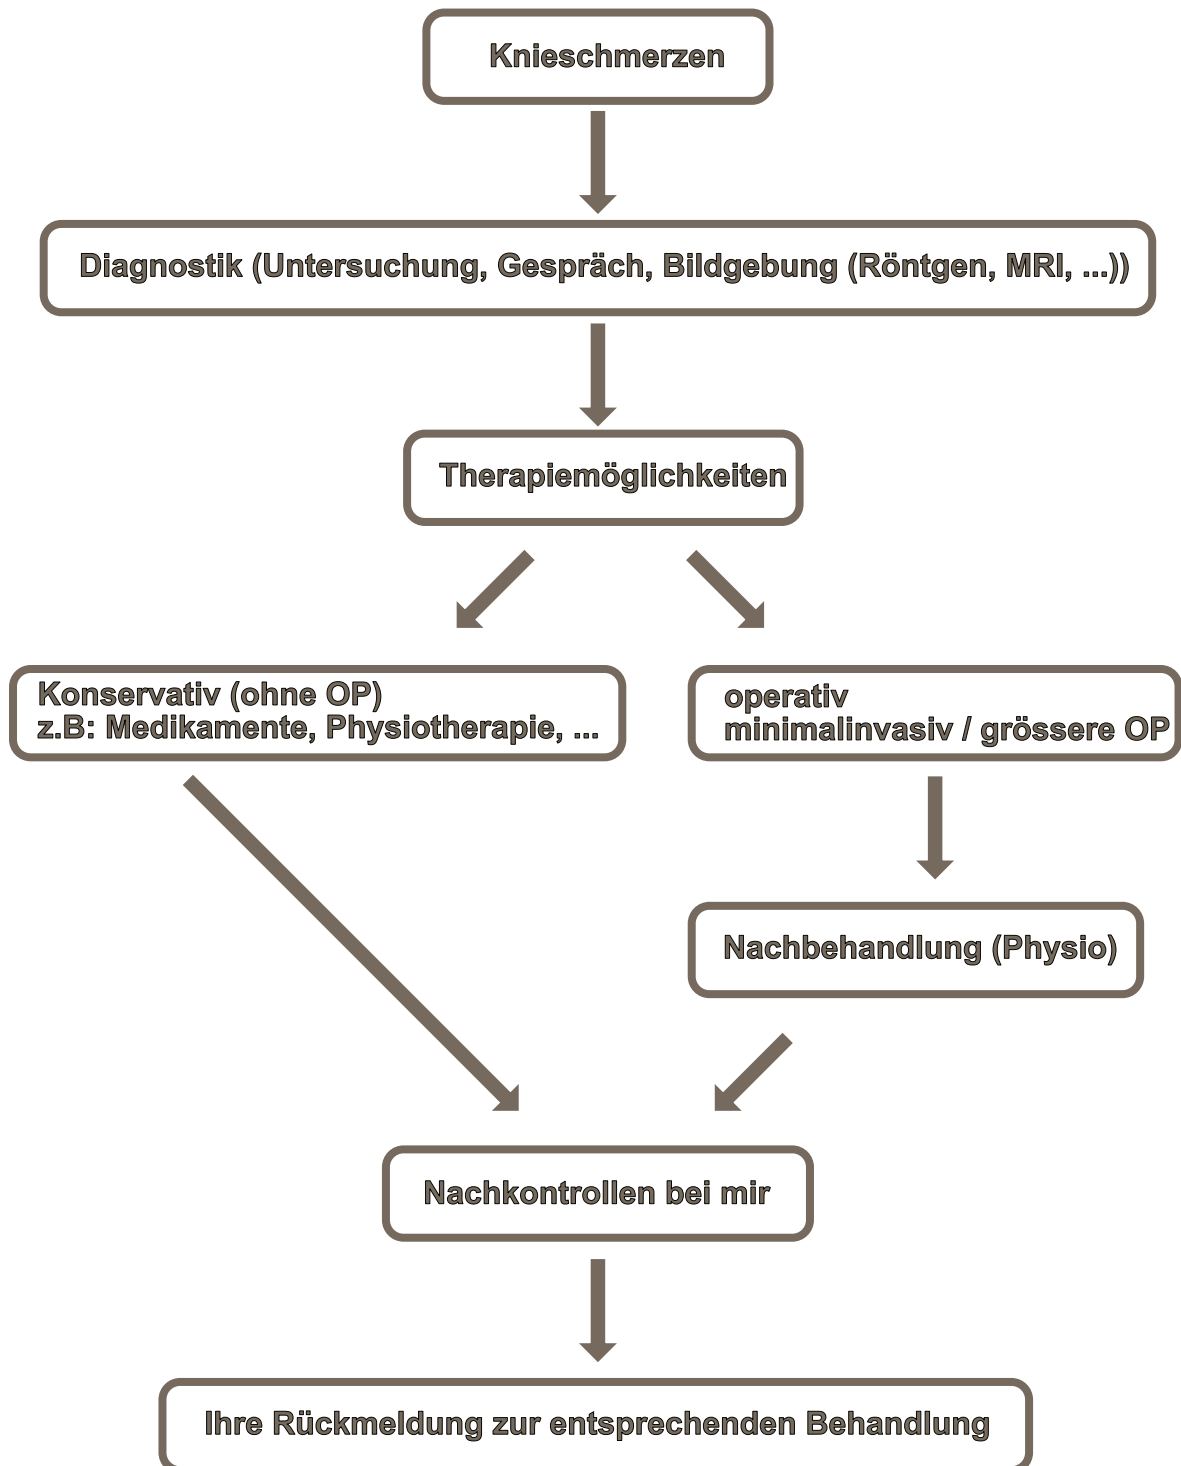 Knieschmerzen
Diagnostik (Untersuchung, Gespräch, Bildgebung (Röntgen, MRI, ...))
Therapiemöglichkeiten
Konservativ (ohne OP)
z.B: Medikamente, Physiotherapie, ...
operativ
minimalinvasiv / grössere OP
Nachbehandlung (Physio)
Nachkontrollen bei mir
Ihre Rückmeldung zur entsprechenden Behandlung